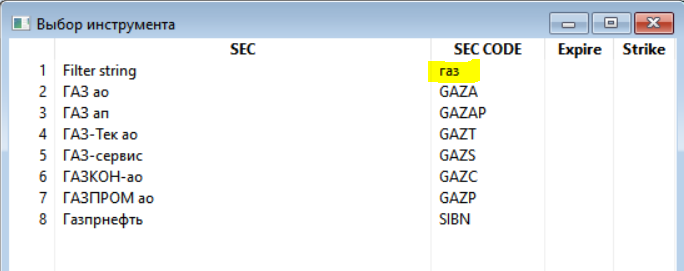 Выбор инструмента
SEC SEC CODE Expire Strike
1 Filter string газ
2 ГАЗ ао GAZA
3 ГАЗ ап GAZAP
4 ГАЗ-Тек ао GAZT
5 ГАЗ-сервис GAZS
6 ГАЗКОН-ао GAZC
7 ГАЗПРОМ ао GAZP
8 Газпрнефть SIBN